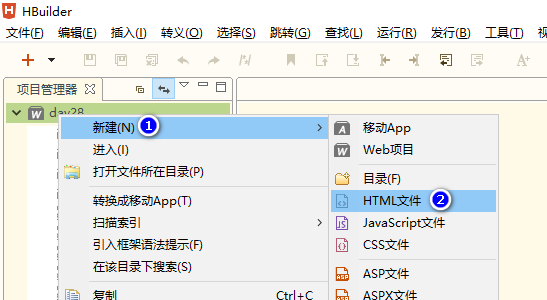 HBuilder
文件(F) 编辑(E) 插入(I) 转义(O) 选择(S) 跳转(G) 查找(L) 运行(R) 发行(B) 工具(T)
项目管理器
day28
新建(N) 1
进入(I)
打开文件所在目录(P)
转换成移动App(T)
扫描索引
引入框架语法提示(F)
在该目录下搜索(S)
复制 Ctrl+C
移动App
Web项目
目录(F)
HTML文件 2
JavaScript文件
CSS文件
ASP文件
ASPX文件